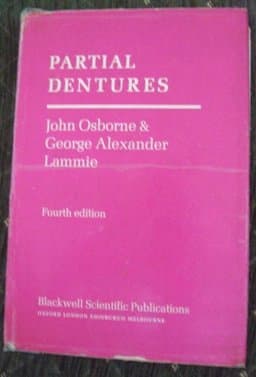 PARTIAL
DENTURES
John Osborne &
George Alexander
Lammie
Fourth edition
Blackwell Scientific Publications
OXFORD LONDON EDINBURGH MELBOURNE